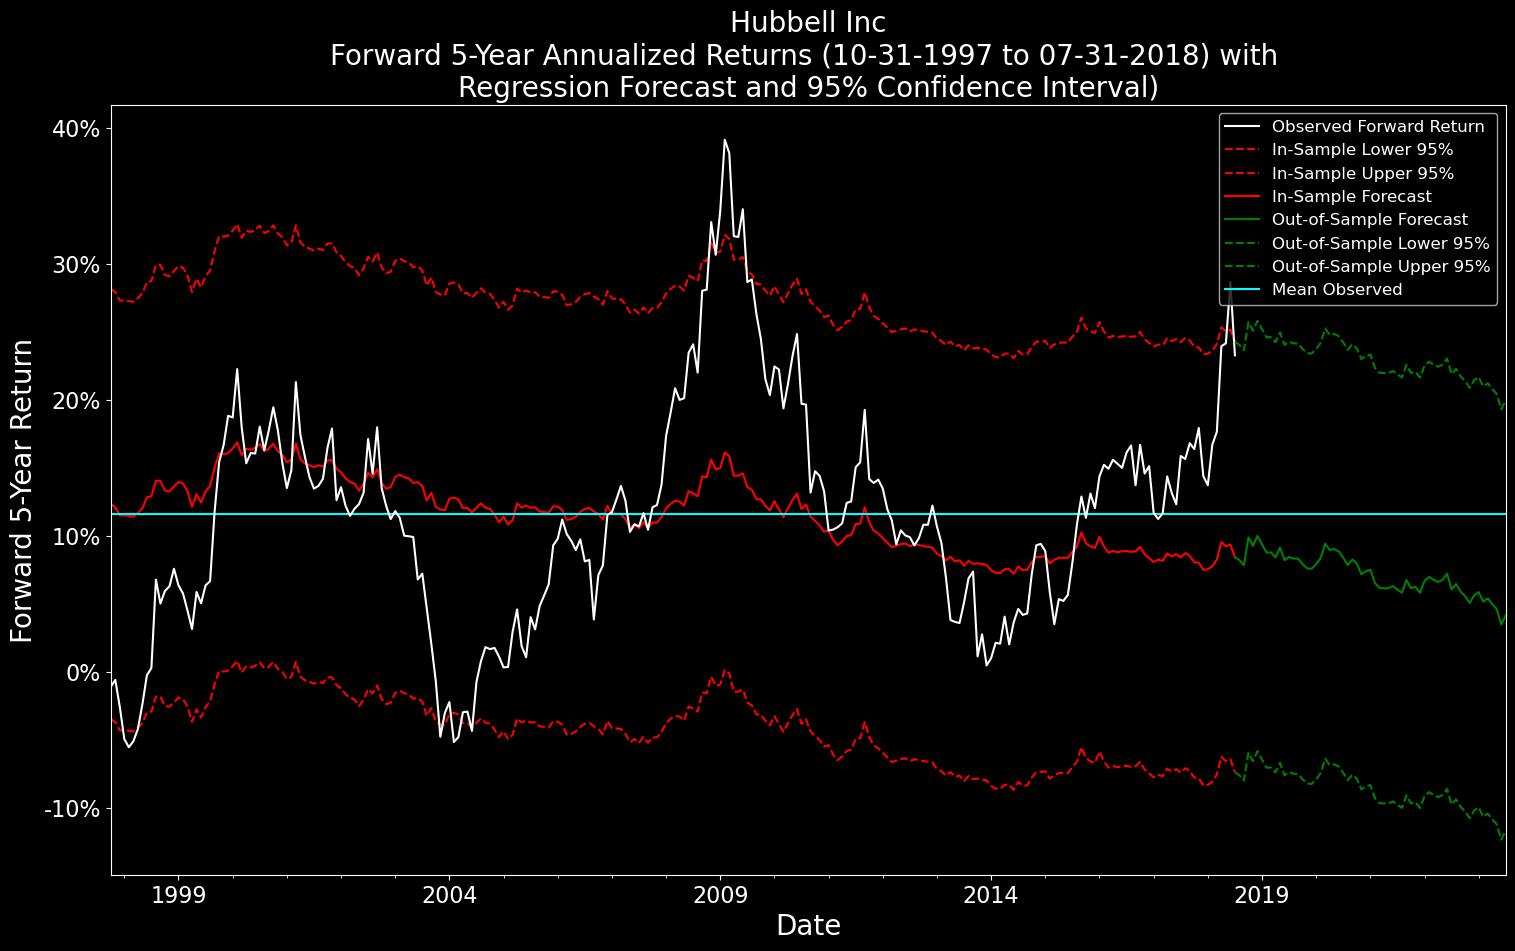 Hubbell Inc
Forward 5-Year Annualized Returns (10-31-1997 to 07-31-2018) with
Regression Forecast and 95% Confidence Interval)
Observed Forward Return
In-Sample Lower 95%
In-Sample Upper 95%
In-Sample Forecast
Out-of-Sample Forecast
Out-of-Sample Lower 95%
Out-of-Sample Upper 95%
Mean Observed
Forward 5-Year Return
40%
30%
20%
10%
0%
-10%
1999
2004
2009
2014
2019
Date